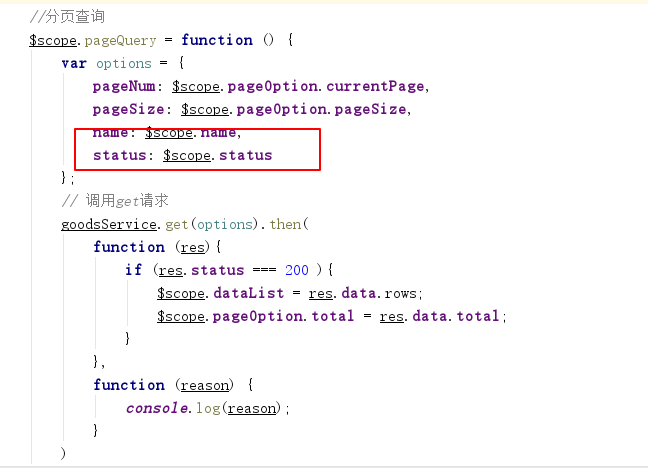 //分页查询
$scope.pageQuery = function () {
var options = {
pageNum: $scope.pageOption.currentPage,
pageSize: $scope.pageOption.pageSize,
name: $scope.name,
status: $scope.status
};
// 调用get请求
goodsService.get(options).then(
function (res){
if (res.status === 200 ){
$scope.dataList = res.data.rows;
$scope.pageOption.total = res.data.total;
}
},
function (reason) {
console.log(reason);
}
)